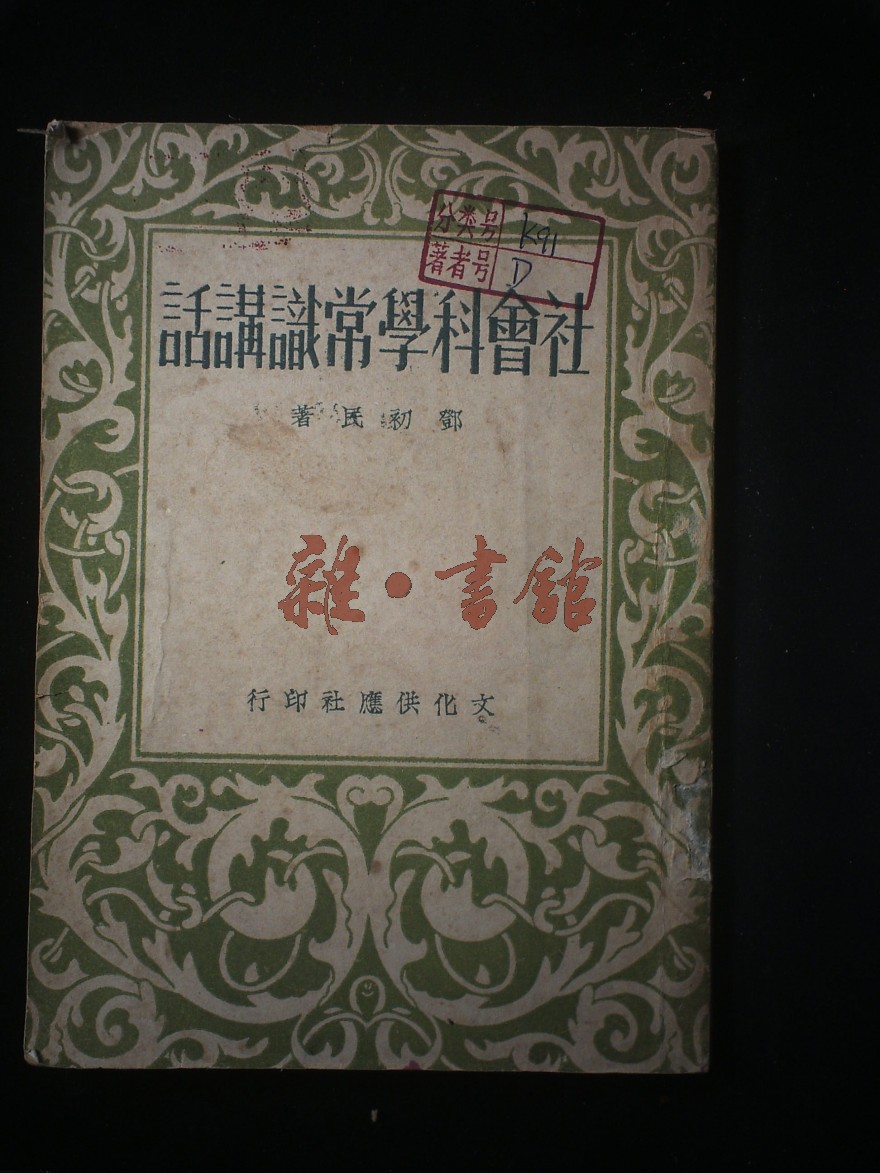 分类号 K91
著者号 D
社會科學常識講話
鄧初民著
雜·書館
文化供應社印行